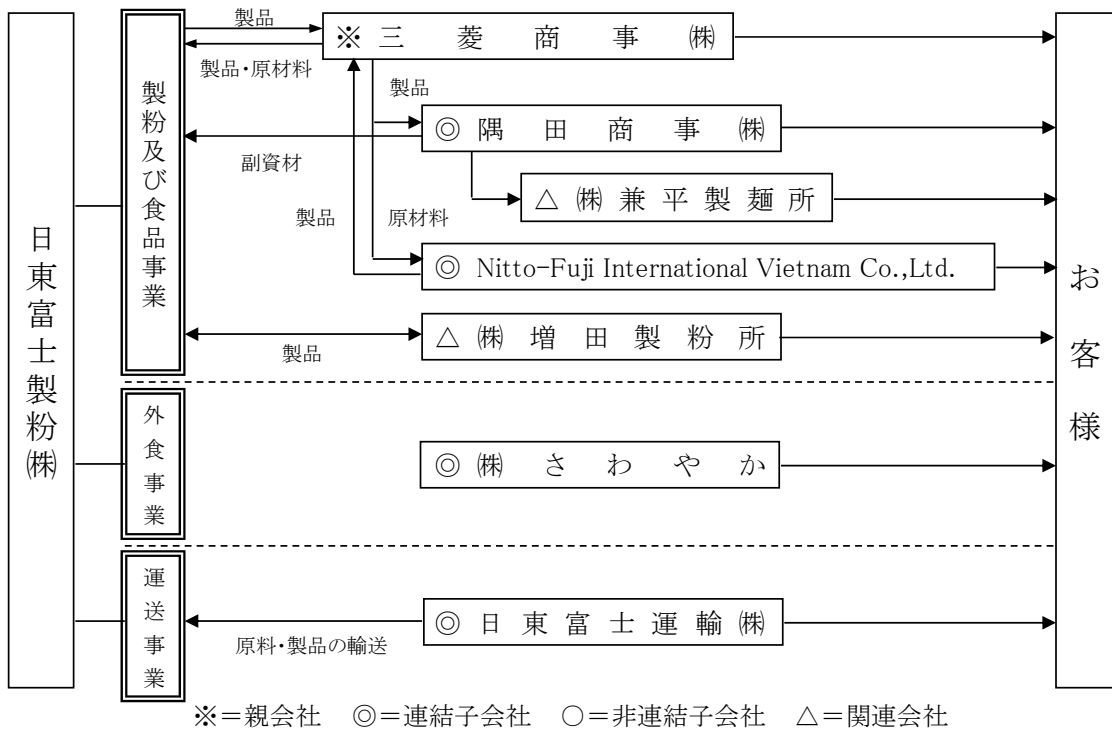 日東富士製粉㈱
製粉及び食品事業
製品
※三菱商事㈱
製品・原材料
製品
◎隅田商事㈱
副資材
△㈱兼平製麺所
製品
原材料
◎ Nitto-Fuji International Vietnam Co.,Ltd.
△㈱増田製粉所
製品
外食事業
◎㈱さわやか
運送事業
◎日東富士運輸㈱
原料・製品の輸送
お客様
※＝親会社 ◎＝連結子会社 ○＝非連結子会社 △＝関連会社